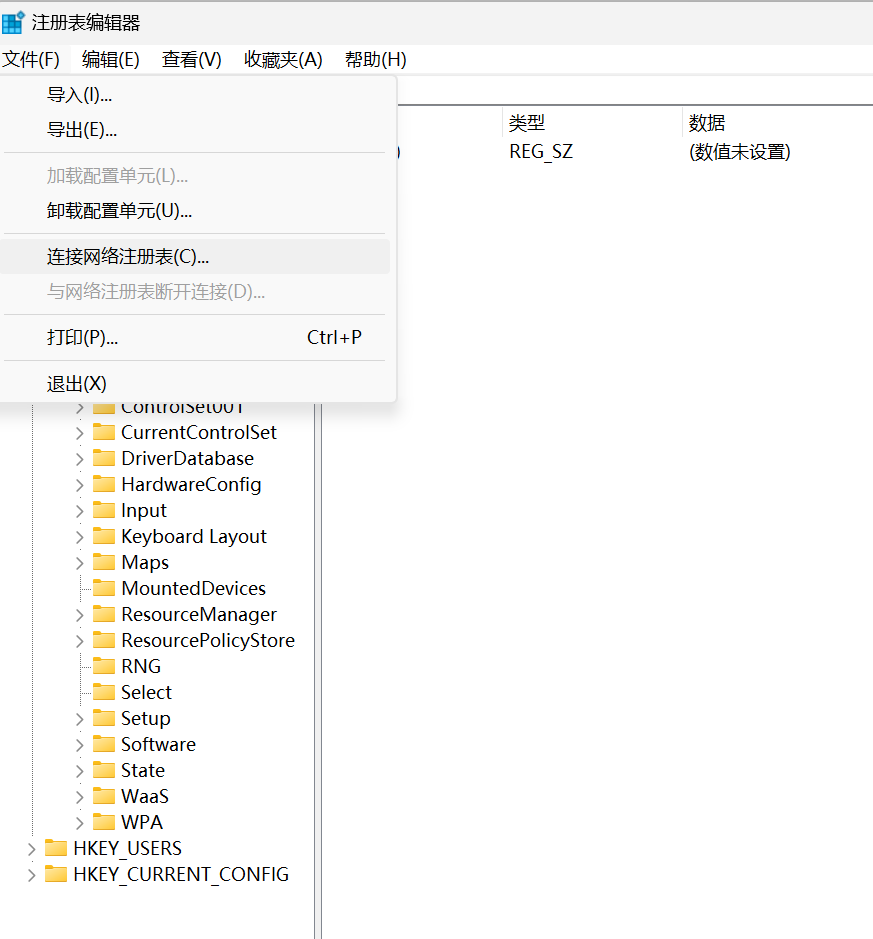 注册表编辑器
文件(F) 编辑(E) 查看(V) 收藏夹(A) 帮助(H)
导入(I)...
导出(E)...
加载配置单元(L)...
卸载配置单元(U)...
连接网络注册表(C)...
与网络注册表断开连接(D)...
打印(P)... Ctrl+P
退出(X)
类型 数据
) REG_SZ (数值未设置)
ControlSet001
CurrentControlSet
DriverDatabase
HardwareConfig
Input
Keyboard Layout
Maps
MountedDevices
ResourceManager
ResourcePolicyStore
RNG
Select
Setup
Software
State
WaaS
WPA
HKEY_USERS
HKEY_CURRENT_CONFIG